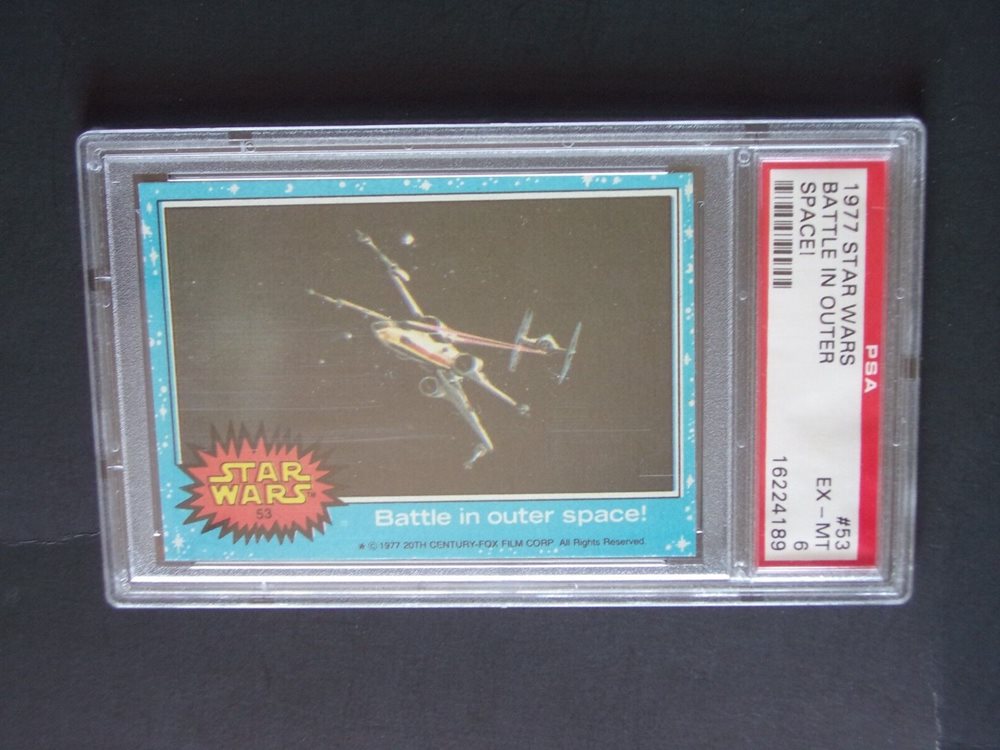 STAR
WARS
53
Battle in outer space!
★ © 1977 20TH CENTURY-FOX FILM CORP. All Rights Reserved.
PSA
1977 STAR WARS #53
BATTLE IN OUTER EX - MT
SPACE! 6
16224189